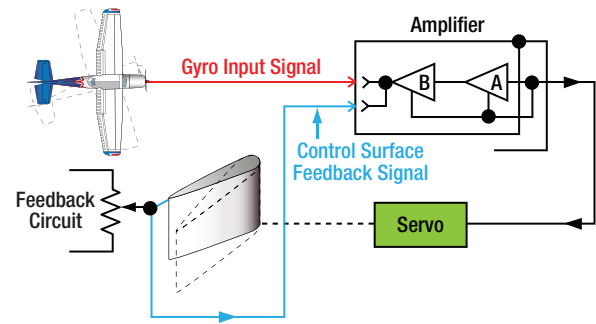 Amplifier
Gyro Input Signal
B
A
Control Surface
Feedback Signal
Feedback
Circuit
Servo